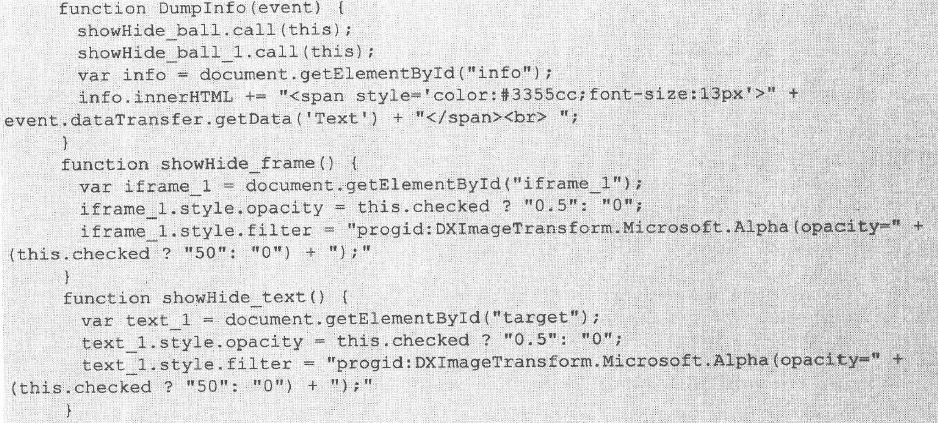 function DumpInfo(event) {
showHide_ball.call(this);
showHide_ball_1.call(this);
var info = document.getElementById("info");
info.innerHTML += "<span style='color:#3355cc;font-size:13px'>" +
event.dataTransfer.getData('Text') + "</span><br> ";
}
function showHide_frame() {
var iframe_1 = document.getElementById("iframe_1");
iframe_1.style.opacity = this.checked ? "0.5": "0";
iframe_1.style.filter = "progid:DXImageTransform.Microsoft.Alpha(opacity=" +
(this.checked ? "50": "0") + ");"
}
function showHide_text() {
var text_1 = document.getElementById("target");
text_1.style.opacity = this.checked ? "0.5": "0";
text_1.style.filter = "progid:DXImageTransform.Microsoft.Alpha(opacity=" +
(this.checked ? "50": "0") + ");"
}